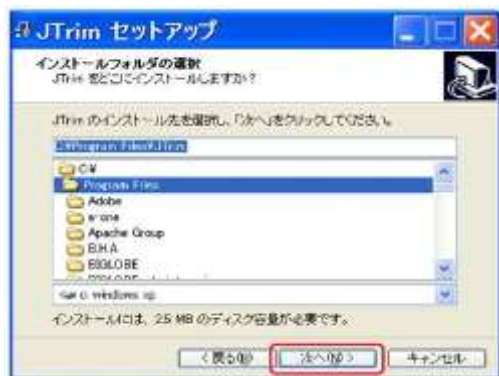 JTrim セットアップ
インストールフォルダの選択
JTrim をどこにインストールしますか?
JTrim のインストール先を選択し、「次へ」をクリックしてください。
C:¥Program Files¥JTrim
C:¥
Program Files
Adobe
a-one
Apache Group
B.H.A
BIGLOBE
c: windows xp
インストールには、2.5 MB のディスク容量が必要です。
< 戻る(B)
次へ(N) >
キャンセル